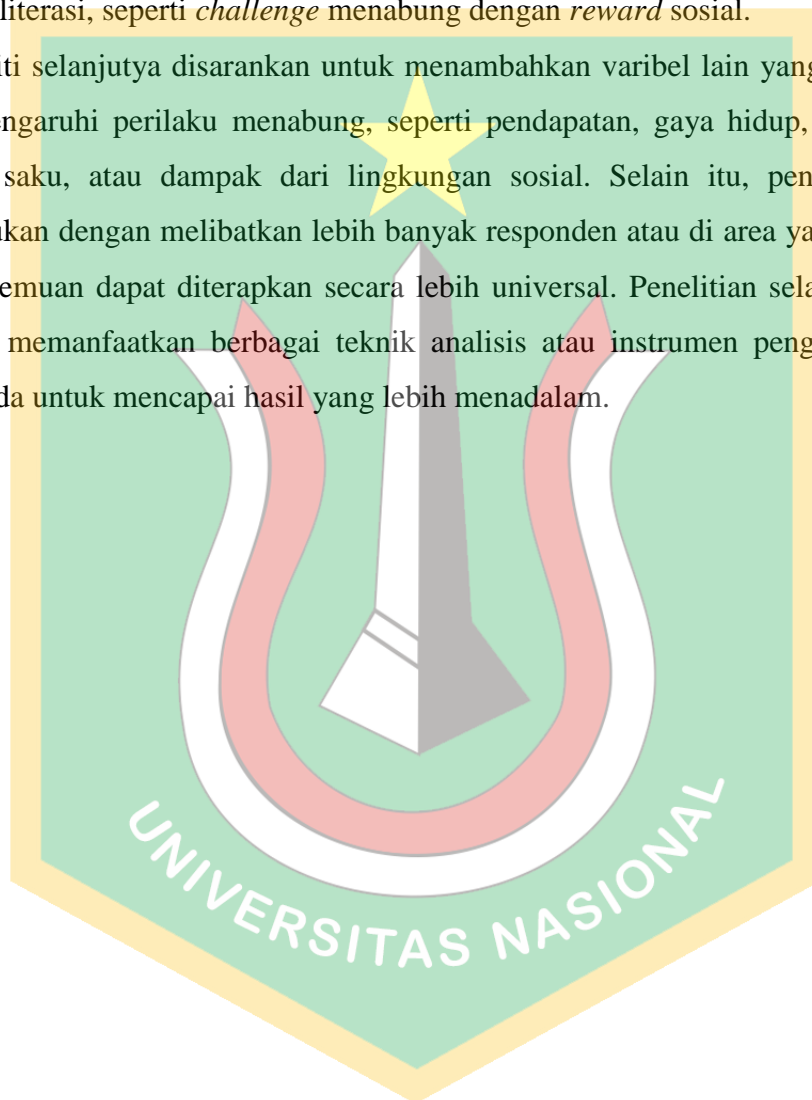 literasi, seperti challenge menabung dengan reward sosial.
iti selanjutya disarankan untuk menambahkan varibel lain yang
engaruhi perilaku menabung, seperti pendapatan, gaya hidup,
saku, atau dampak dari lingkungan sosial. Selain itu, pen
ukan dengan melibatkan lebih banyak responden atau di area ya
emuan dapat diterapkan secara lebih universal. Penelitian sela
memanfaatkan berbagai teknik analisis atau instrumen peng
da untuk mencapai hasil yang lebih menadalam.
UNIVERSITAS NASIONAL